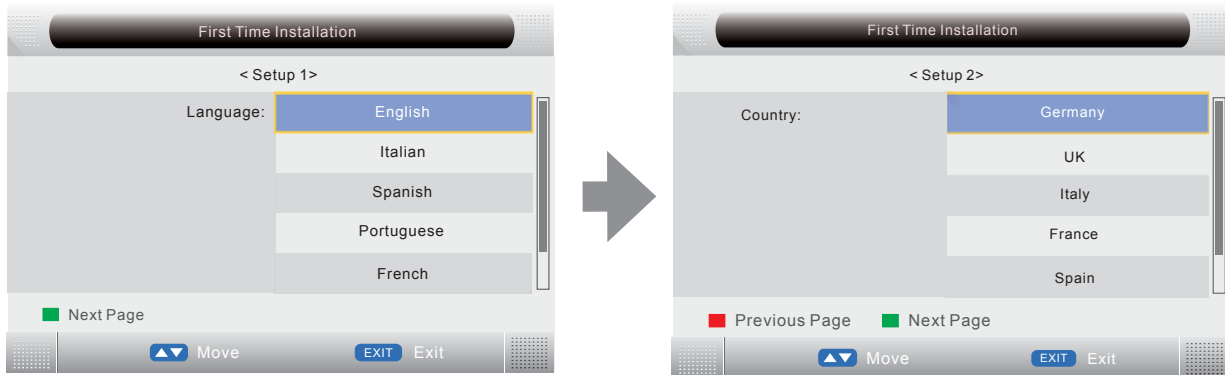 First Time Installation
< Setup 1>
Language:
English
Italian
Spanish
Portuguese
French
Next Page
Move
EXIT Exit
First Time Installation
< Setup 2>
Country:
Germany
UK
Italy
France
Spain
Previous Page Next Page
Move
EXIT Exit